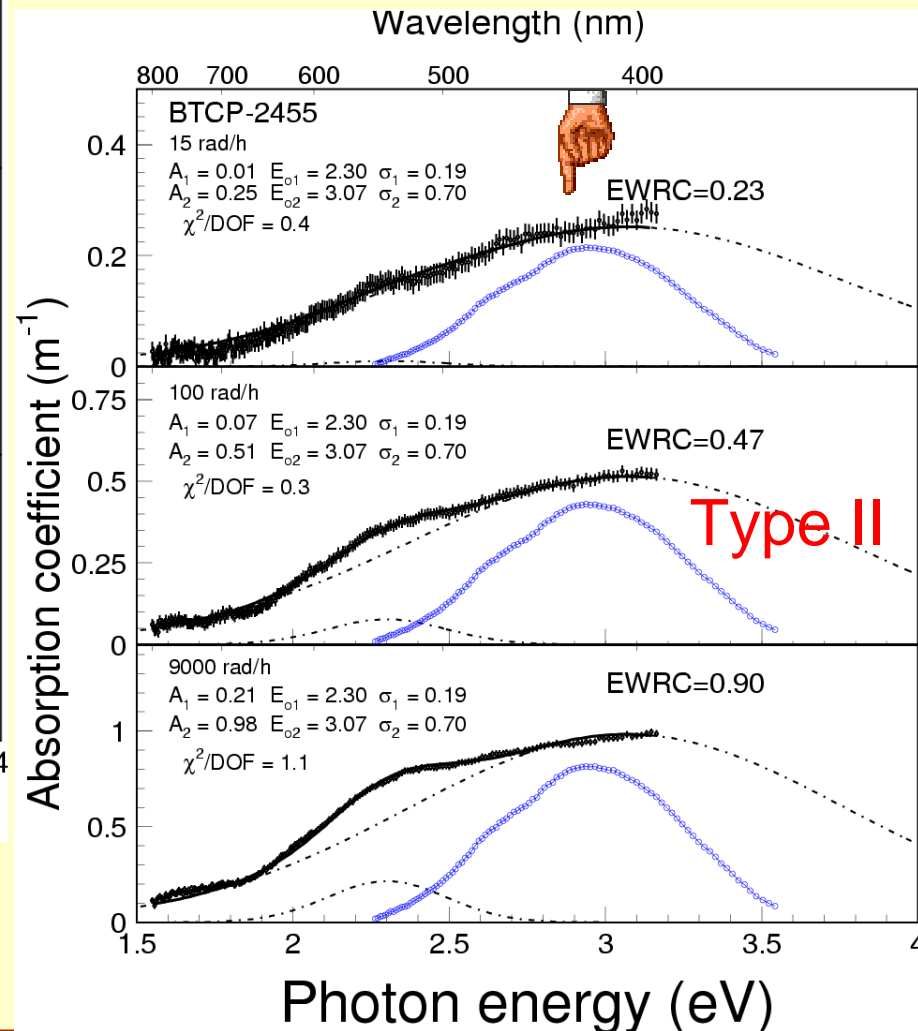 Wavelength (nm)
800 700 600 500 400
BTCP-2455
15 rad/h
A₁ = 0.01 Eₒ₁ = 2.30 σ₁ = 0.19
A₂ = 0.25 Eₒ₂ = 3.07 σ₂ = 0.70
χ²/DOF = 0.4
EWRC=0.23
0.4
0.2
0
100 rad/h
A₁ = 0.07 Eₒ₁ = 2.30 σ₁ = 0.19
A₂ = 0.51 Eₒ₂ = 3.07 σ₂ = 0.70
χ²/DOF = 0.3
EWRC=0.47
Type II
0.75
0.5
0.25
0
9000 rad/h
A₁ = 0.21 Eₒ₁ = 2.30 σ₁ = 0.19
A₂ = 0.98 Eₒ₂ = 3.07 σ₂ = 0.70
χ²/DOF = 1.1
EWRC=0.90
1
0.5
0
4
Absorption coefficient (m⁻¹)
1.5 2 2.5 3 3.5 4
Photon energy (eV)